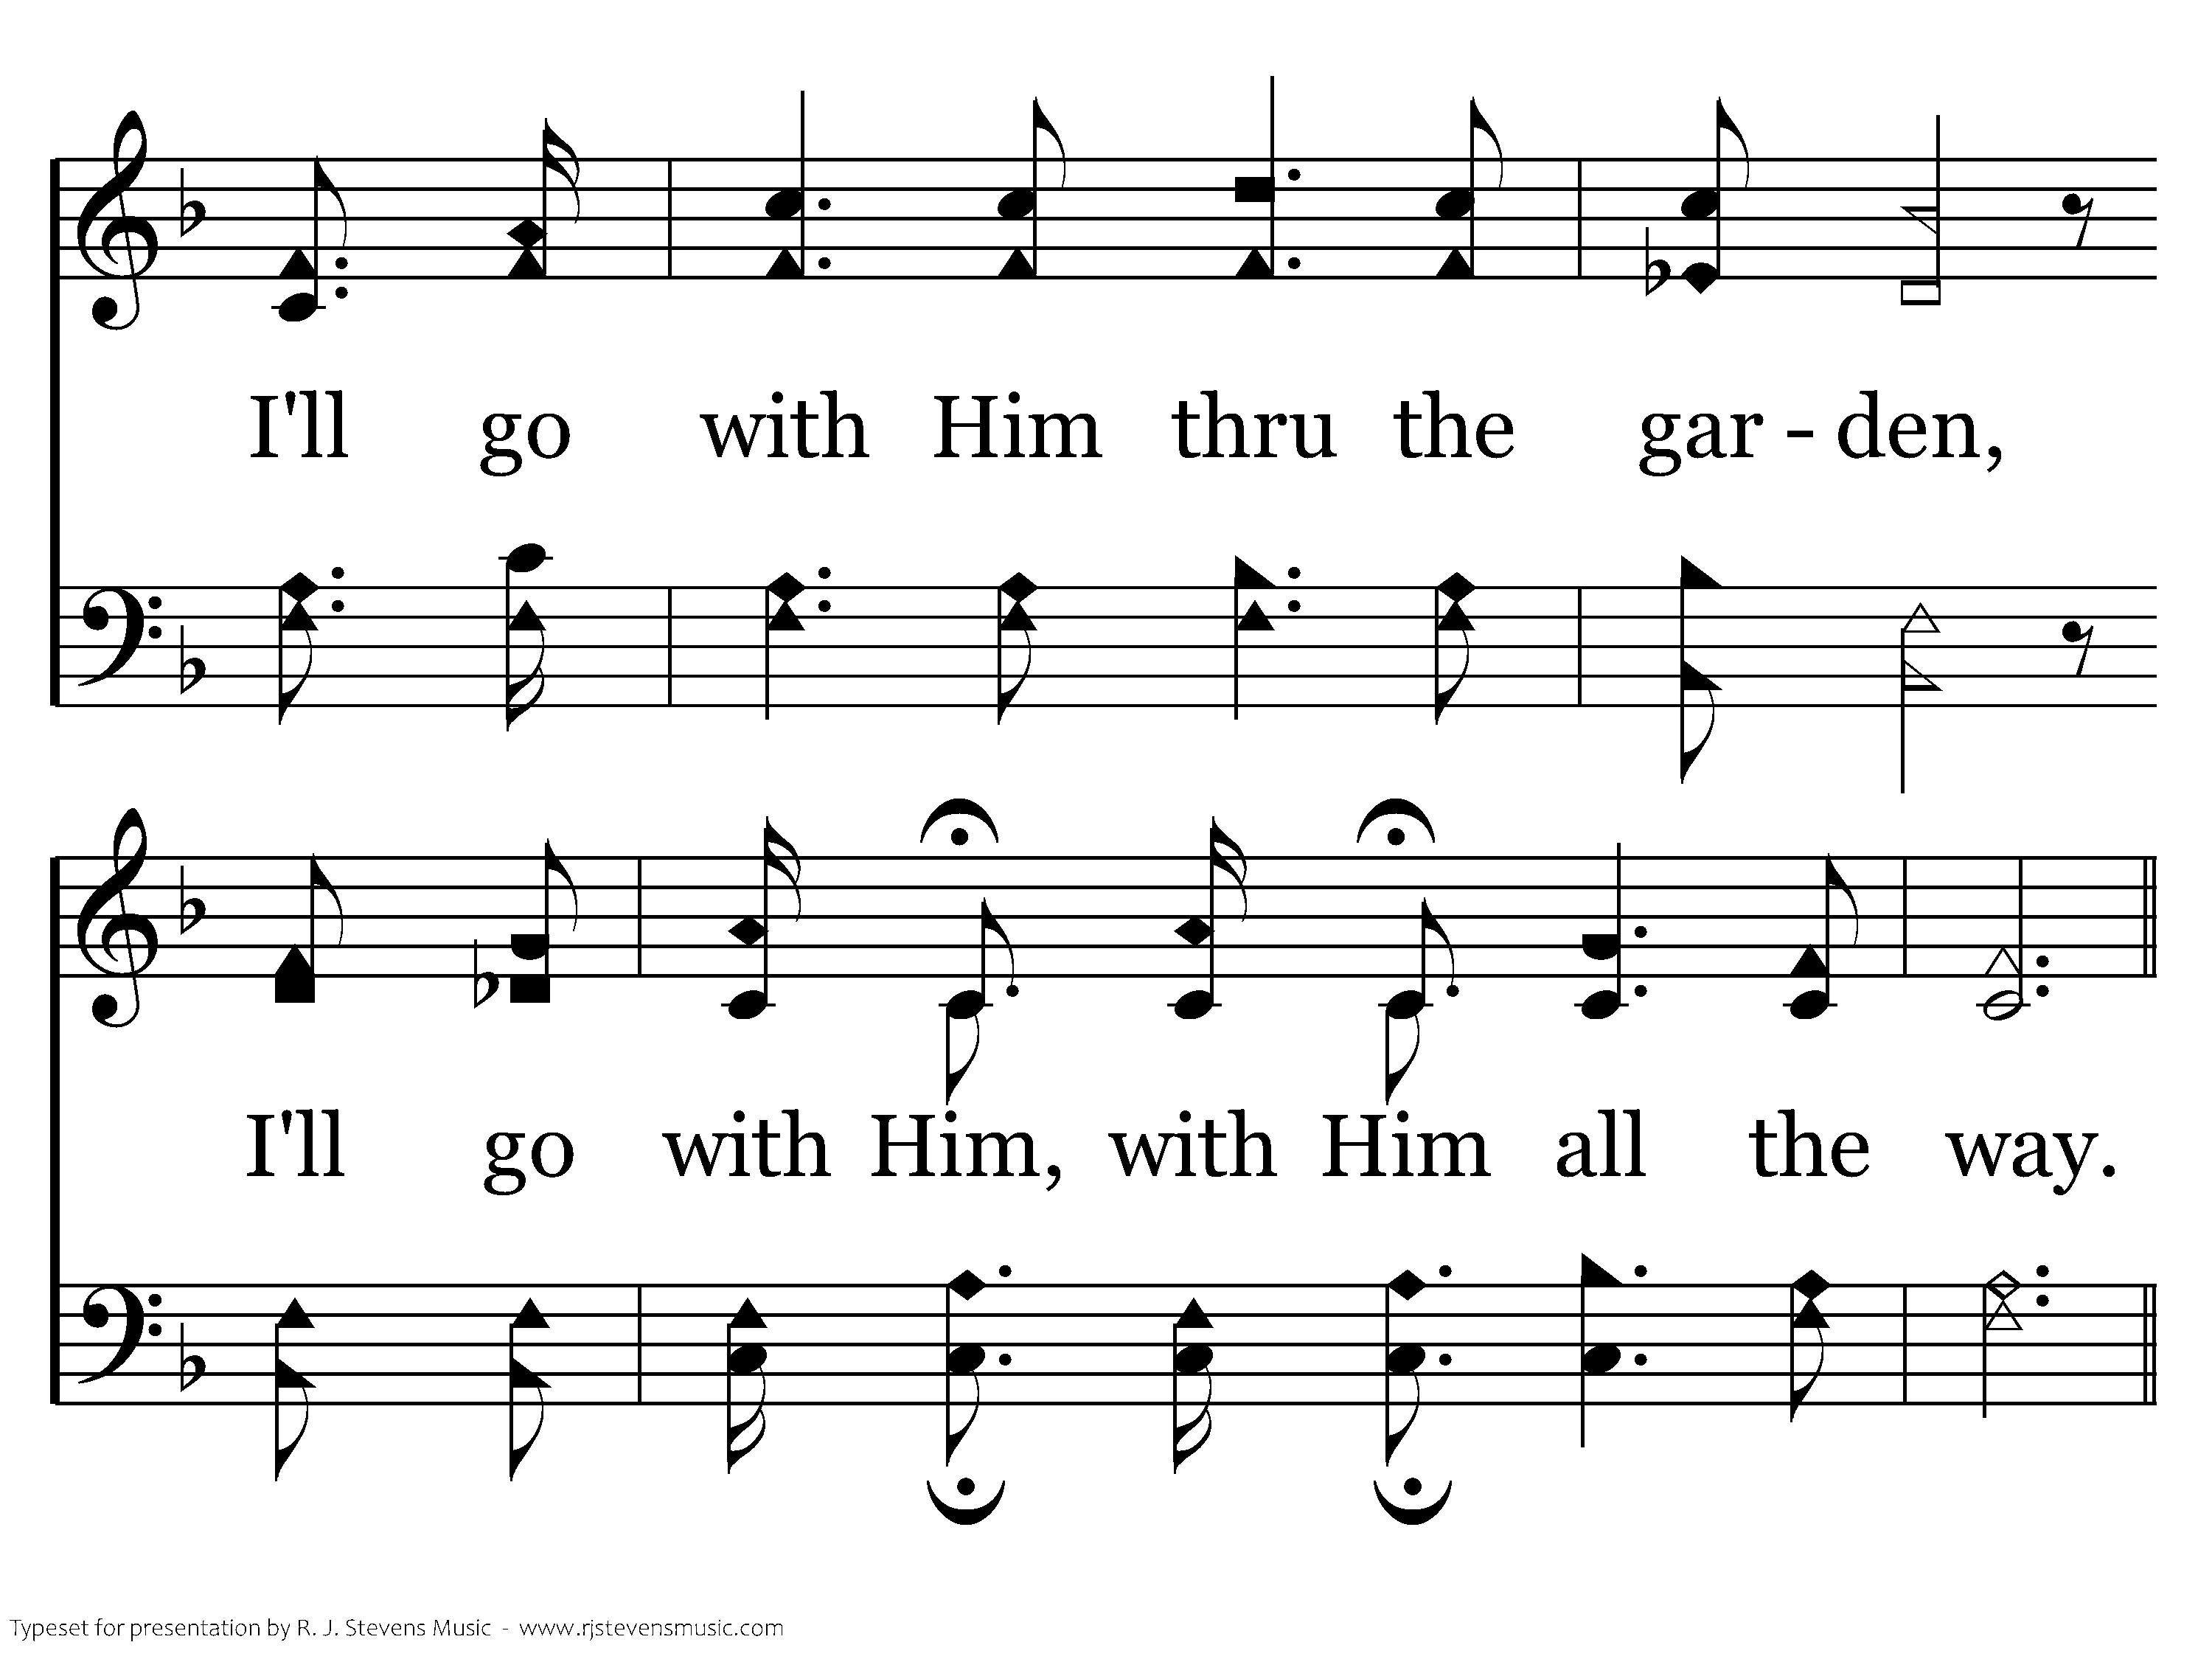 I'll go with Him thru the gar - den,
I'll go with Him, with Him all the way.
Typeset for presentation by R. J. Stevens Music - www.rjstevensmusic.com